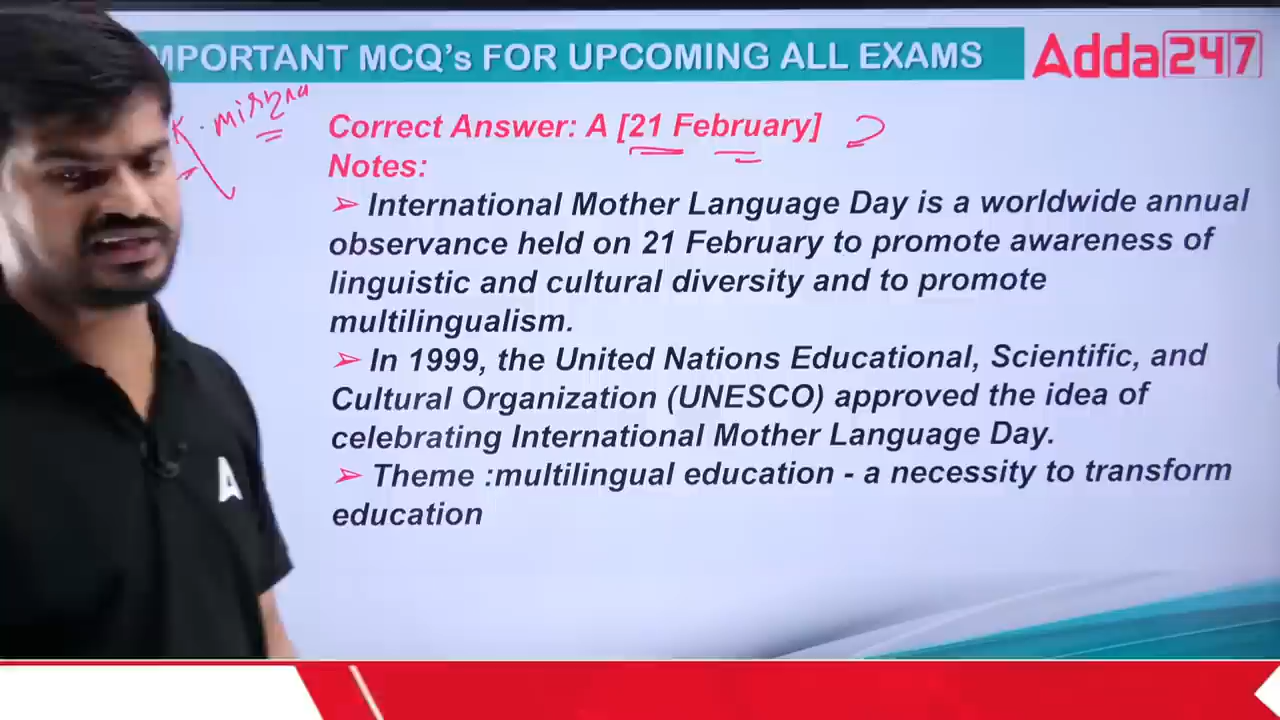 IMPORTANT MCQ's FOR UPCOMING ALL EXAMS
Adda247
K. mishra
Correct Answer: A [21 February]
Notes:
➢ International Mother Language Day is a worldwide annual
observance held on 21 February to promote awareness of
linguistic and cultural diversity and to promote
multilingualism.
➢ In 1999, the United Nations Educational, Scientific, and
Cultural Organization (UNESCO) approved the idea of
celebrating International Mother Language Day.
➢ Theme :multilingual education - a necessity to transform
education